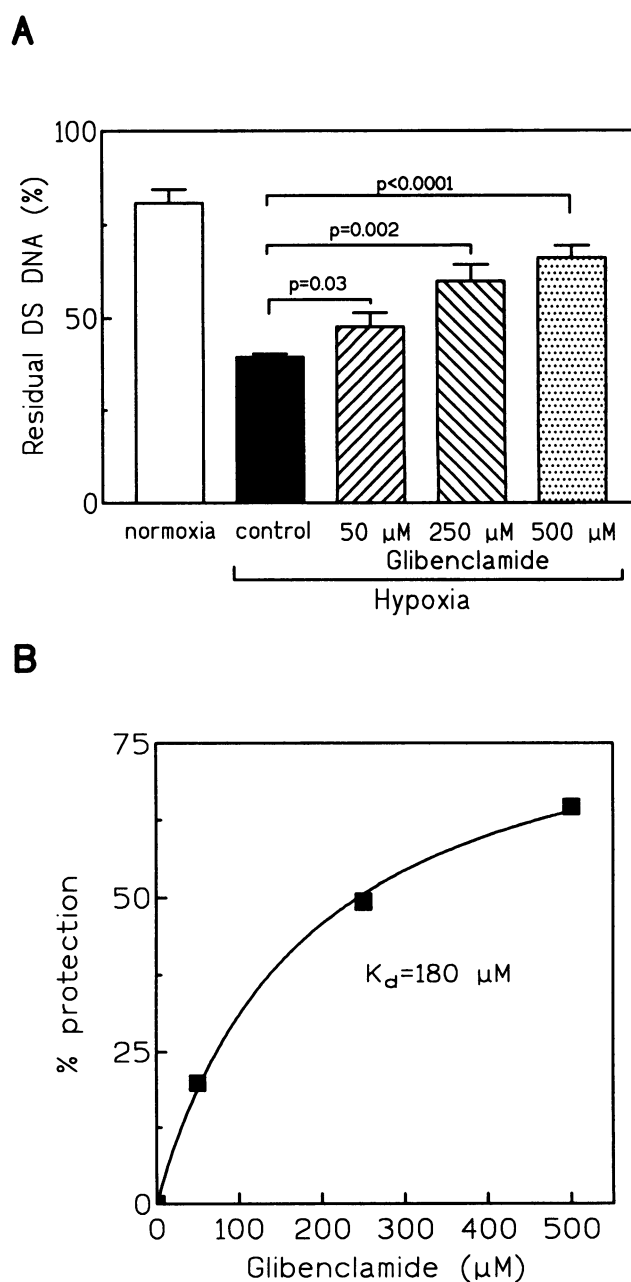 A
100
50
0
Residual DS DNA (%)
p<0.0001
p=0.002
p=0.03
normoxia control 50 μM 250 μM 500 μM
Glibenclamide
Hypoxia
B
75
50
25
0
% protection
K_d=180 μM
0 100 200 300 400 500
Glibenclamide (μM)